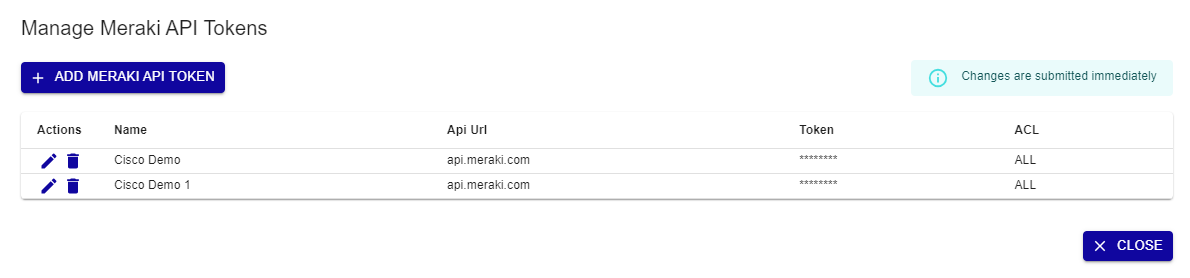 Manage Meraki API Tokens
ADD MERAKI API TOKEN
Changes are submitted immediately
Actions Name Api Url Token ACL
Cisco Demo api.meraki.com ******** ALL
Cisco Demo 1 api.meraki.com ******** ALL
CLOSE